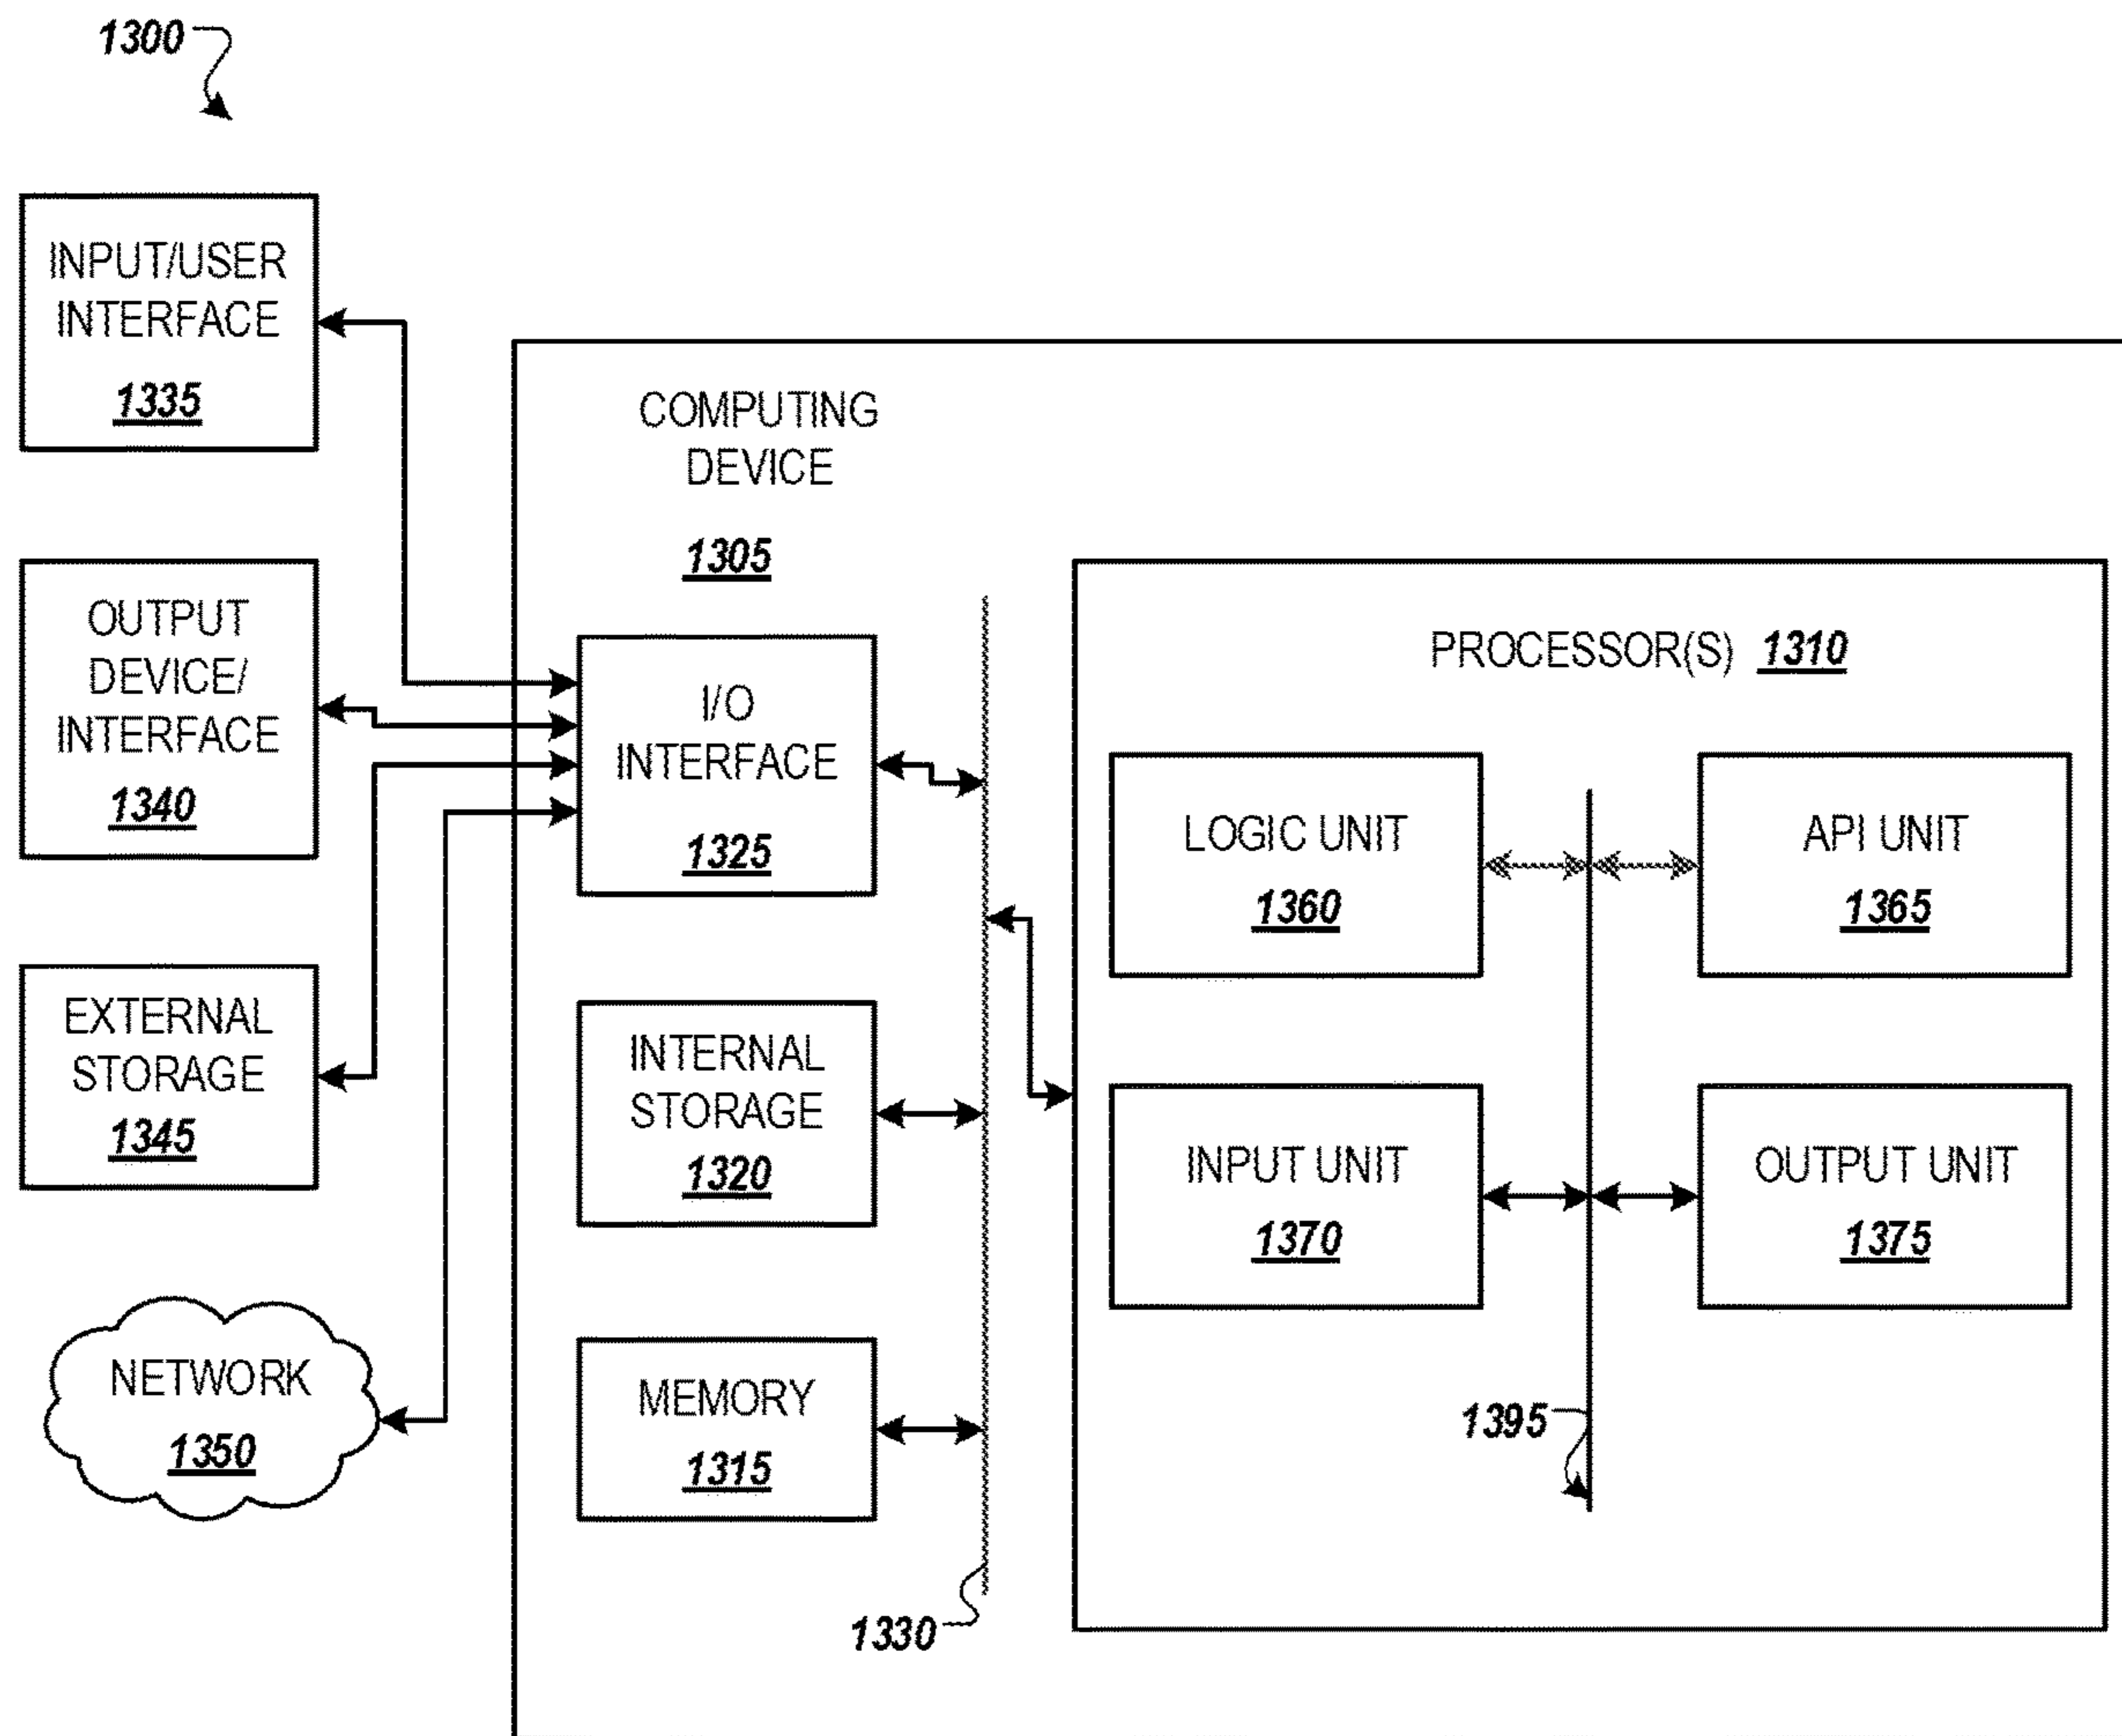 1300
INPUT/USER
INTERFACE
1335
OUTPUT
DEVICE/
INTERFACE
1340
EXTERNAL
STORAGE
1345
NETWORK
1350
COMPUTING
DEVICE
1305
I/O
INTERFACE
1325
INTERNAL
STORAGE
1320
MEMORY
1315
1330
PROCESSOR(S) 1310
LOGIC UNIT
1360
API UNIT
1365
INPUT UNIT
1370
OUTPUT UNIT
1375
1395